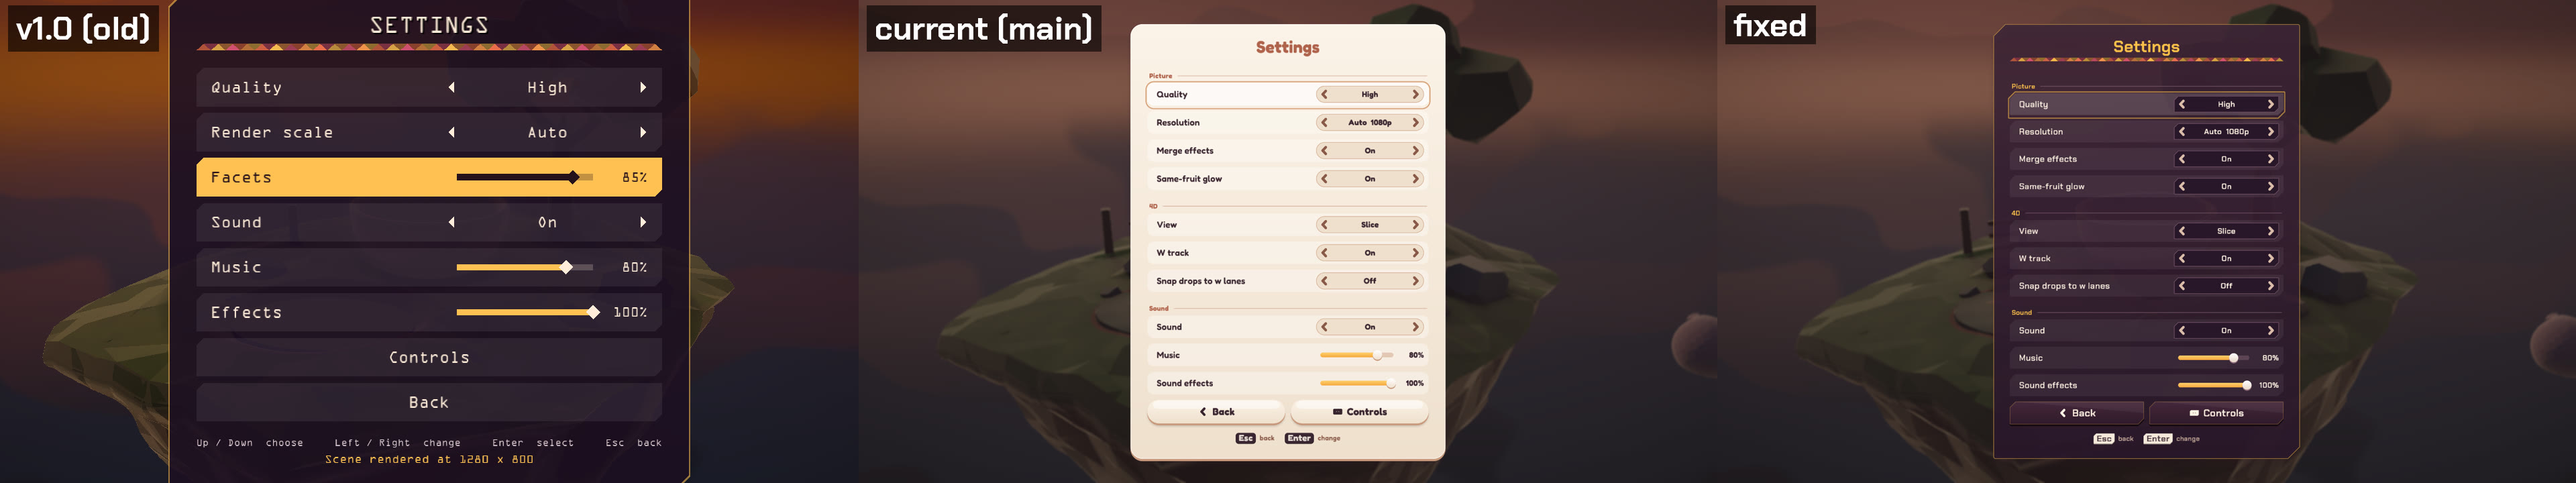 v1.0 (old)
SETTINGS
Quality High
Render scale Auto
Facets 85%
Sound On
Music 80%
Effects 100%
Controls
Back
Up / Down choose Left / Right change Enter select Esc back
Scene rendered at 1280 x 800
current (main)
Settings
Picture
Quality High
Resolution Auto 1080p
Merge effects On
Same-fruit glow On
4D
View Slice
W track On
Snap drops to w lanes Off
Sound
Sound On
Music 80%
Sound effects 100%
Back Controls
Esc back Enter change
fixed
Settings
Picture
Quality High
Resolution Auto 1080p
Merge effects On
Same-fruit glow On
4D
View Slice
W track On
Snap drops to w lanes Off
Sound
Sound On
Music 80%
Sound effects 100%
Back Controls
Esc back Enter change